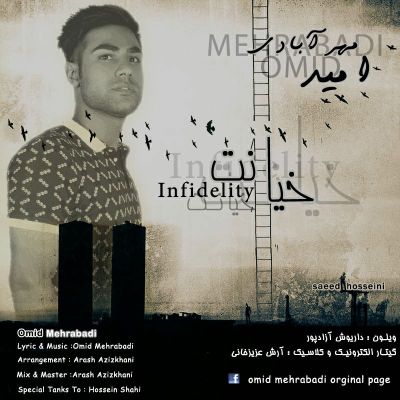 MEHRABADI
OMID
مهرآبادی
امید
Infidelity
خیانت
Infidelity
saeed hosseini
Omid Mehrabadi
Lyric & Music :Omid Mehrabadi
Arrangement : Arash Azizkhani
Mix & Master :Arash Azizkhani
Special Tanks To : Hossein Shahi
ویلون : داریوش آزادپور
گیتار الکترونیک و کلاسیک : آرش عزیزخانی
f omid mehrabadi orginal page